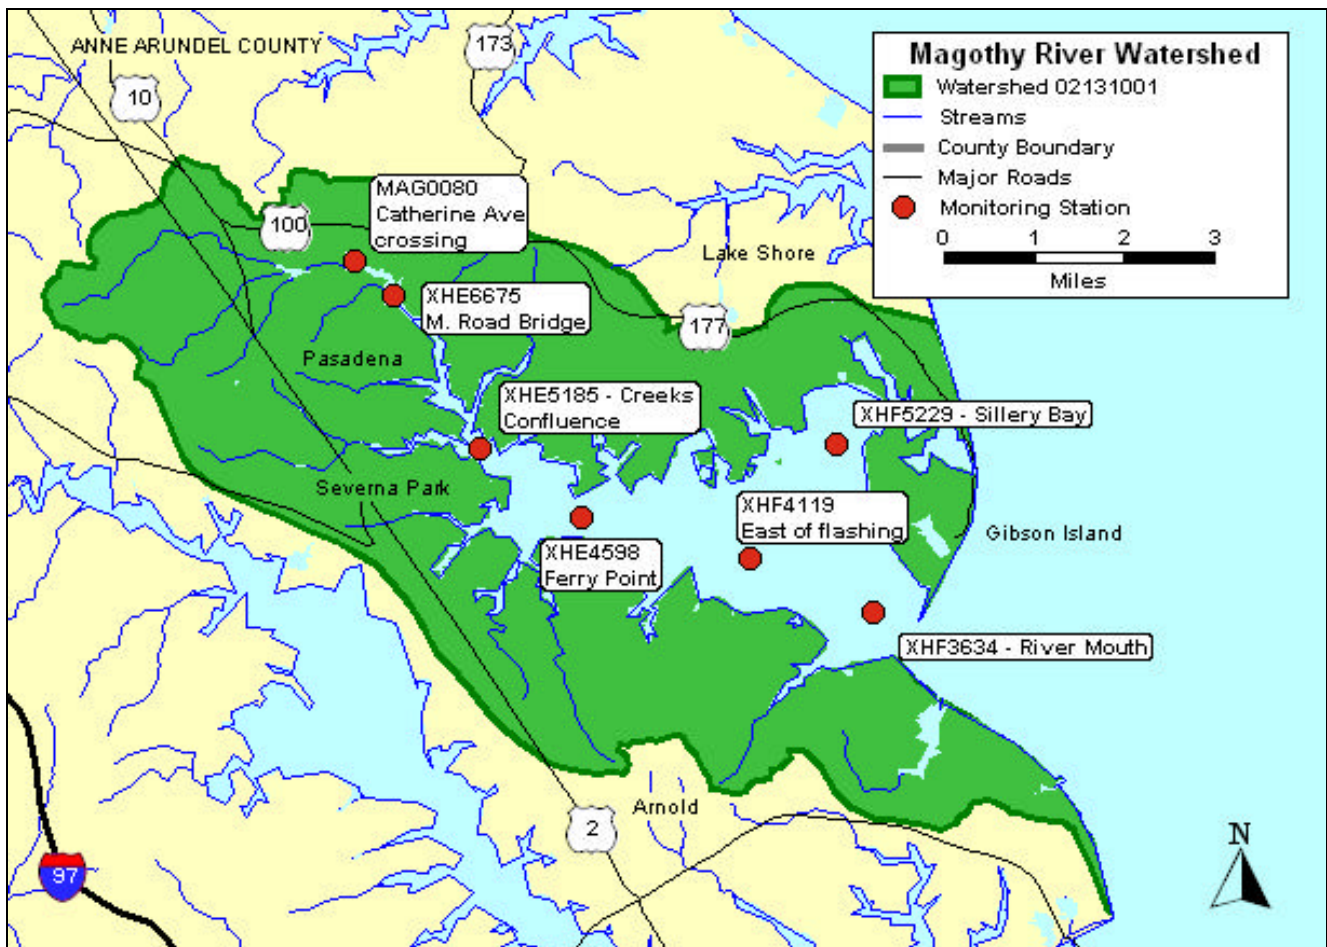 ANNE ARUNDEL COUNTY
173
10
Magothy River Watershed
Watershed 02131001
Streams
County Boundary
Major Roads
Monitoring Station
0 1 2 3
Miles
MAG0080
Catherine Ave
crossing
100
Lake Shore
XHE6675
M. Road Bridge
177
Pasadena
XHE5185 - Creeks
Confluence
XHF5229 - Sillery Bay
Severna Park
XHF4119
East of flashing
Gibson Island
XHE4598
Ferry Point
XHF3634 - River Mouth
Arnold
2
97
N